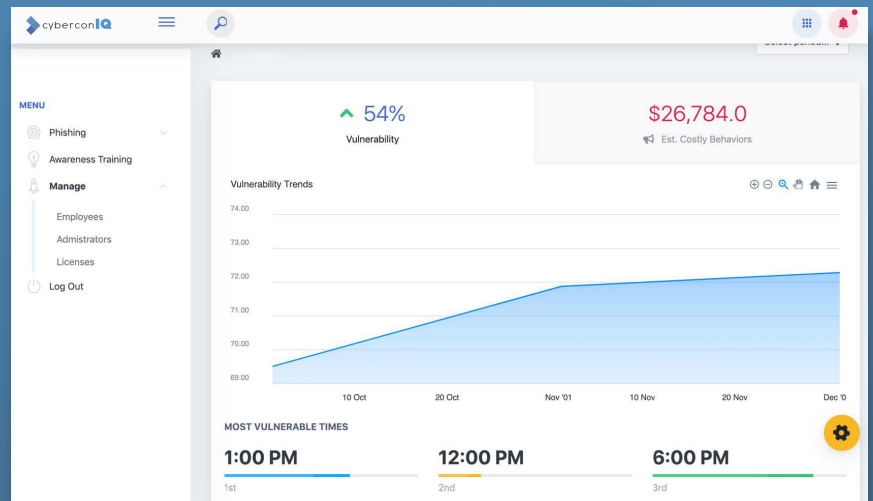 cyberconIQ
MENU
Phishing
Awareness Training
Manage
Employees
Admistrators
Licenses
Log Out
54%
Vulnerability
$26,784.0
Est. Costly Behaviors
Vulnerability Trends
74.00
73.00
72.00
71.00
70.00
69.00
10 Oct
20 Oct
Nov '01
10 Nov
20 Nov
Dec '0
MOST VULNERABLE TIMES
1:00 PM
12:00 PM
6:00 PM
1st
2nd
3rd